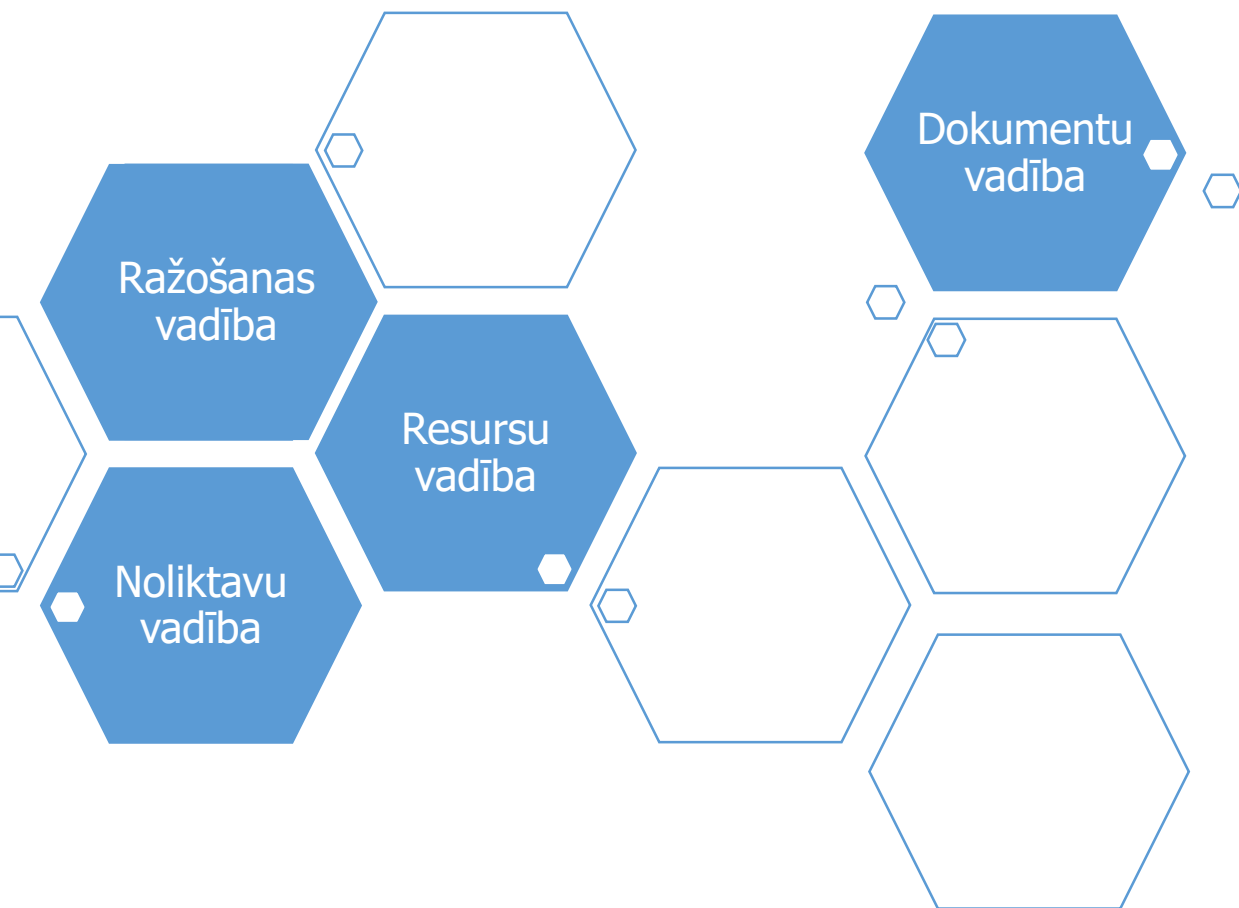 Dokumentu
vadība
Ražošanas
vadība
Resursu
vadība
Noliktavu
vadība